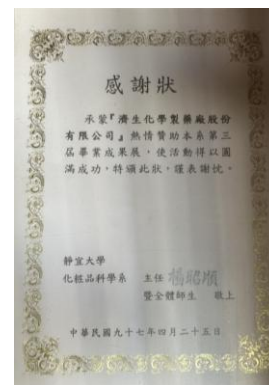 感謝狀
承蒙『濟生化學製藥廠股份
有限公司』熱情贊助本系第三
屆畢業成果展，使活動得以圓
滿成功，特頒此狀，謹表謝忱。
靜宜大學
化粧品科學系 主任 楊昭順
暨全體師生 敬上
中華民國九十七年四月二十五日